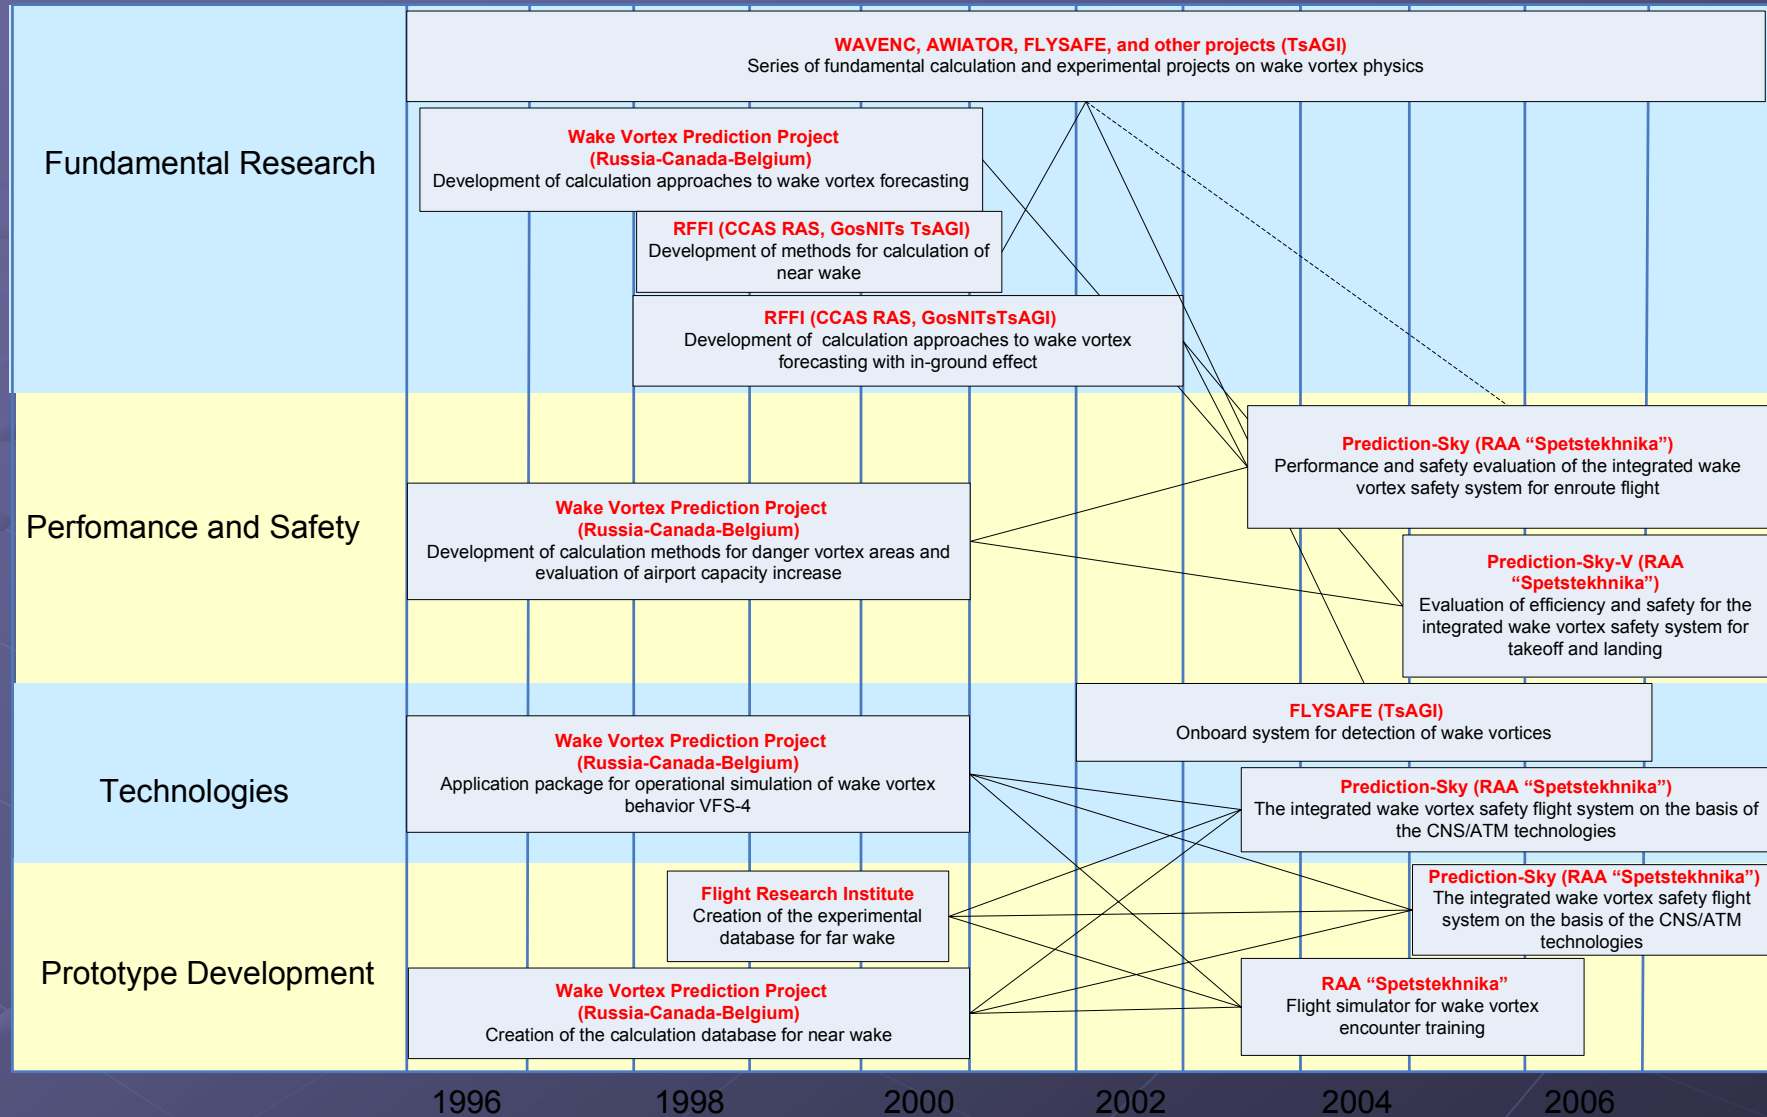 WAVENC, AWIATOR, FLYSAFE, and other projects (TsAGI)
Series of fundamental calculation and experimental projects on wake vortex physics
Fundamental Research
Wake Vortex Prediction Project
(Russia-Canada-Belgium)
Development of calculation approaches to wake vortex forecasting
RFFI (CCAS RAS, GosNITs TsAGI)
Development of methods for calculation of
near wake
RFFI (CCAS RAS, GosNITsTsAGI)
Development of calculation approaches to wake vortex
forecasting with in-ground effect
Perfomance and Safety
Prediction-Sky (RAA “Spetstekhnika”)
Performance and safety evaluation of the integrated wake
vortex safety system for enroute flight
Wake Vortex Prediction Project
(Russia-Canada-Belgium)
Development of calculation methods for danger vortex areas and
evaluation of airport capacity increase
Prediction-Sky-V (RAA
“Spetstekhnika”)
Evaluation of efficiency and safety for the
integrated wake vortex safety system for
takeoff and landing
Technologies
FLYSAFE (TsAGI)
Onboard system for detection of wake vortices
Wake Vortex Prediction Project
(Russia-Canada-Belgium)
Application package for operational simulation of wake vortex
behavior VFS-4
Prediction-Sky (RAA “Spetstekhnika”)
The integrated wake vortex safety flight system on the basis of
the CNS/ATM technologies
Prototype Development
Flight Research Institute
Creation of the experimental
database for far wake
Prediction-Sky (RAA “Spetstekhnika”)
The integrated wake vortex safety flight
system on the basis of the CNS/ATM
technologies
Wake Vortex Prediction Project
(Russia-Canada-Belgium)
Creation of the calculation database for near wake
RAA “Spetstekhnika”
Flight simulator for wake vortex
encounter training
1996 1998 2000 2002 2004 2006